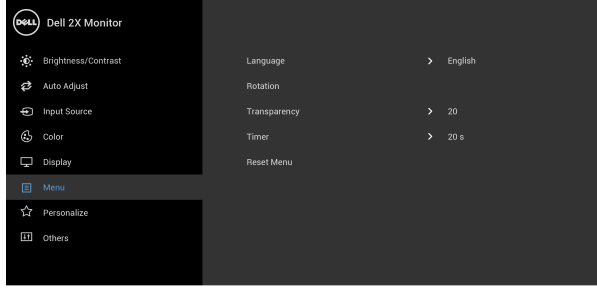 DELL Dell 2X Monitor
Brightness/Contrast
Auto Adjust
Input Source
Color
Display
Menu
Personalize
Others
Language > English
Rotation
Transparency > 20
Timer > 20 s
Reset Menu